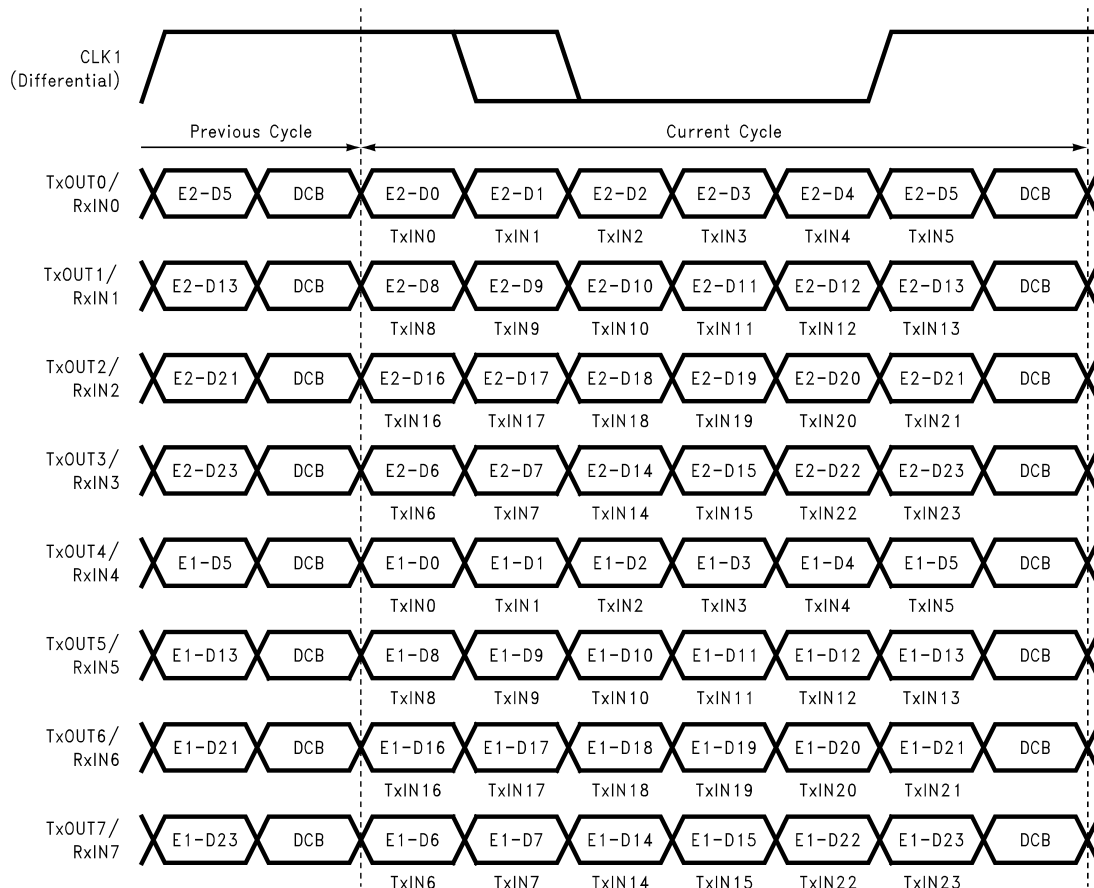 CLK1
(Differential)
Previous Cycle Current Cycle
TxOUT0/
RxIN0
E2-D5 DCB E2-D0 E2-D1 E2-D2 E2-D3 E2-D4 E2-D5 DCB
TxIN0 TxIN1 TxIN2 TxIN3 TxIN4 TxIN5
TxOUT1/
RxIN1
E2-D13 DCB E2-D8 E2-D9 E2-D10 E2-D11 E2-D12 E2-D13 DCB
TxIN8 TxIN9 TxIN10 TxIN11 TxIN12 TxIN13
TxOUT2/
RxIN2
E2-D21 DCB E2-D16 E2-D17 E2-D18 E2-D19 E2-D20 E2-D21 DCB
TxIN16 TxIN17 TxIN18 TxIN19 TxIN20 TxIN21
TxOUT3/
RxIN3
E2-D23 DCB E2-D6 E2-D7 E2-D14 E2-D15 E2-D22 E2-D23 DCB
TxIN6 TxIN7 TxIN14 TxIN15 TxIN22 TxIN23
TxOUT4/
RxIN4
E1-D5 DCB E1-D0 E1-D1 E1-D2 E1-D3 E1-D4 E1-D5 DCB
TxIN0 TxIN1 TxIN2 TxIN3 TxIN4 TxIN5
TxOUT5/
RxIN5
E1-D13 DCB E1-D8 E1-D9 E1-D10 E1-D11 E1-D12 E1-D13 DCB
TxIN8 TxIN9 TxIN10 TxIN11 TxIN12 TxIN13
TxOUT6/
RxIN6
E1-D21 DCB E1-D16 E1-D17 E1-D18 E1-D19 E1-D20 E1-D21 DCB
TxIN16 TxIN17 TxIN18 TxIN19 TxIN20 TxIN21
TxOUT7/
RxIN7
E1-D23 DCB E1-D6 E1-D7 E1-D14 E1-D15 E1-D22 E1-D23 DCB
TxIN6 TxIN7 TxIN14 TxIN15 TxIN22 TxIN23